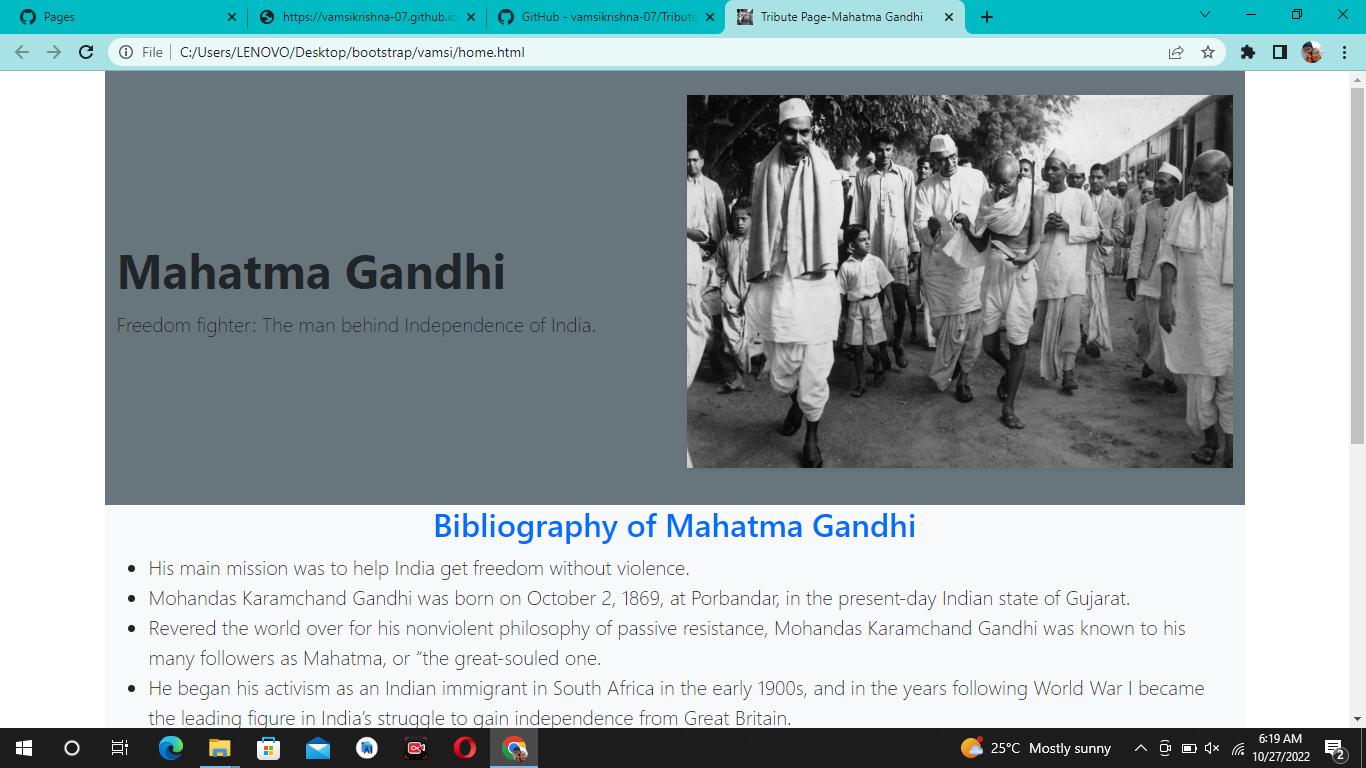 Pages
https://vamsikrishna-07.github.io
GitHub - vamsikrishna-07/Tribute
Tribute Page-Mahatma Gandhi
File
C:/Users/LENOVO/Desktop/bootstrap/vamsi/home.html
Mahatma Gandhi
Freedom fighter: The man behind Independence of India.
Bibliography of Mahatma Gandhi
His main mission was to help India get freedom without violence.
Mohandas Karamchand Gandhi was born on October 2, 1869, at Porbandar, in the present-day Indian state of Gujarat.
Revered the world over for his nonviolent philosophy of passive resistance, Mohandas Karamchand Gandhi was known to his
many followers as Mahatma, or “the great-souled one.
He began his activism as an Indian immigrant in South Africa in the early 1900s, and in the years following World War I became
the leading figure in India’s struggle to gain independence from Great Britain.
25°C Mostly sunny
6:19 AM
10/27/2022
2